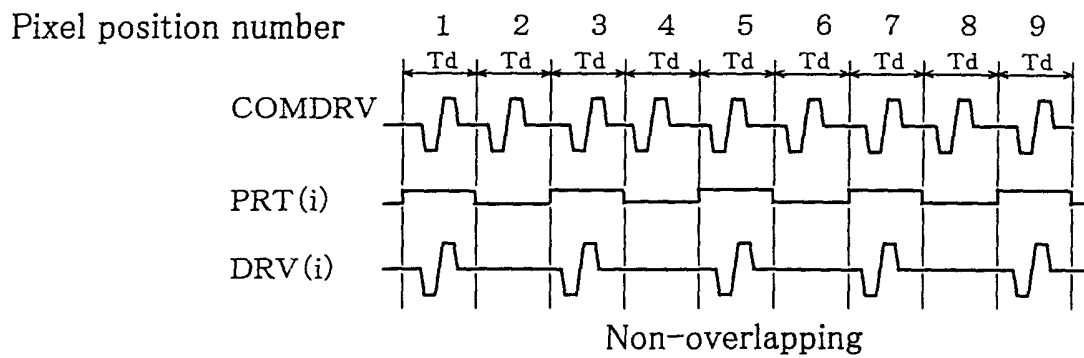 Pixel position number 1 2 3 4 5 6 7 8 9
Td Td Td Td Td Td Td Td Td
COMDRV
PRT(i)
DRV(i)
Non-overlapping